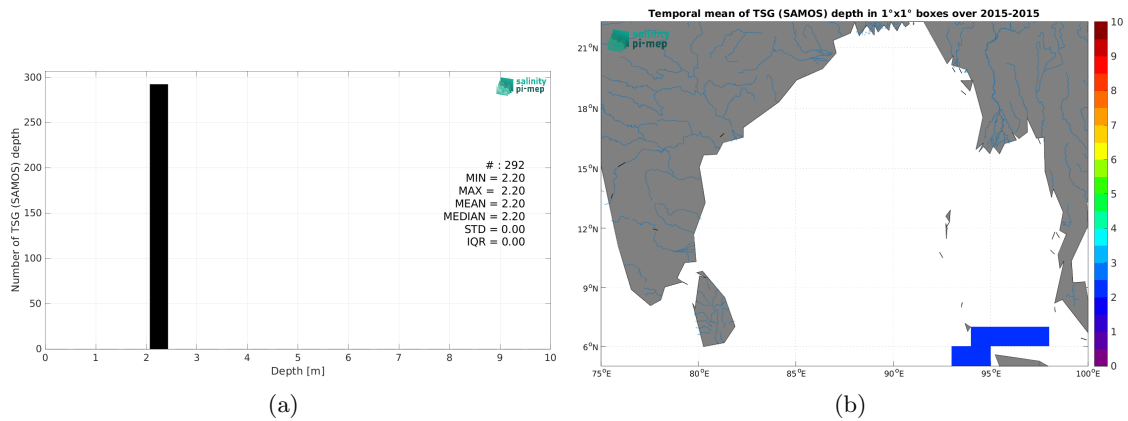 Temporal mean of TSG (SAMOS) depth in 1°x1° boxes over 2015-2015
salinity
pi-mep
300
250
200
150
100
50
0
Number of TSG (SAMOS) depth
# : 292
MIN = 2.20
MAX = 2.20
MEAN = 2.20
MEDIAN = 2.20
STD = 0.00
IQR = 0.00
0 1 2 3 4 5 6 7 8 9 10
Depth [m]
(a)
salinity
pi-mep
21°N
18°N
15°N
12°N
9°N
6°N
75°E 80°E 85°E 90°E 95°E 100°E
10
9
8
7
6
5
4
3
2
1
0
(b)